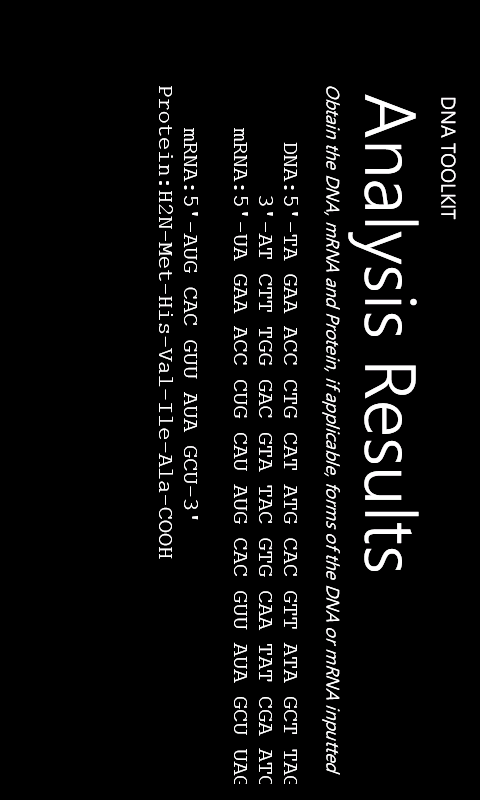 DNA TOOLKIT
Analysis Results
Obtain the DNA, mRNA and Protein, if applicable, forms of the DNA or mRNA inputted
DNA:5'-TA GAA ACC CTG CAT ATG CAC GTT ATA GCT TAG
3'-AT CTT TGG GAC GTA TAC GTG CAA TAT CGA ATC
mRNA:5'-UA GAA ACC CUG CAU AUG CAC GUU AUA GCU UAG
mRNA:5'-AUG CAC GUU AUA GCU-3'
Protein:H2N-Met-His-Val-Ile-Ala-COOH